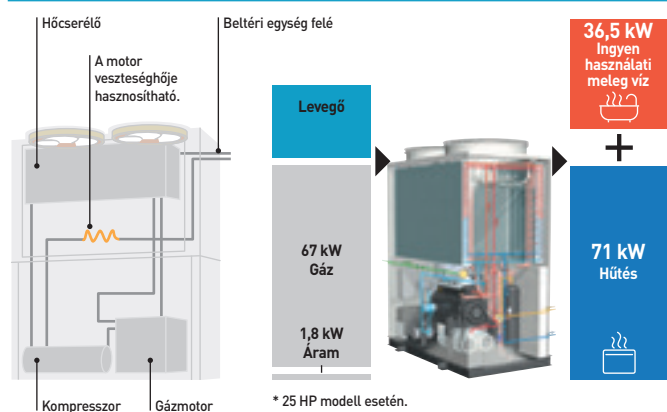 Hőcserélő
Beltéri egység felé
A motor
veszteséghője
hasznosítható.
Levegő
67 kW
Gáz
1,8 kW
Áram
36,5 kW
Ingyen
használati
meleg víz
+
71 kW
Hűtés
Kompresszor
Gázmotor
* 25 HP modell esetén.